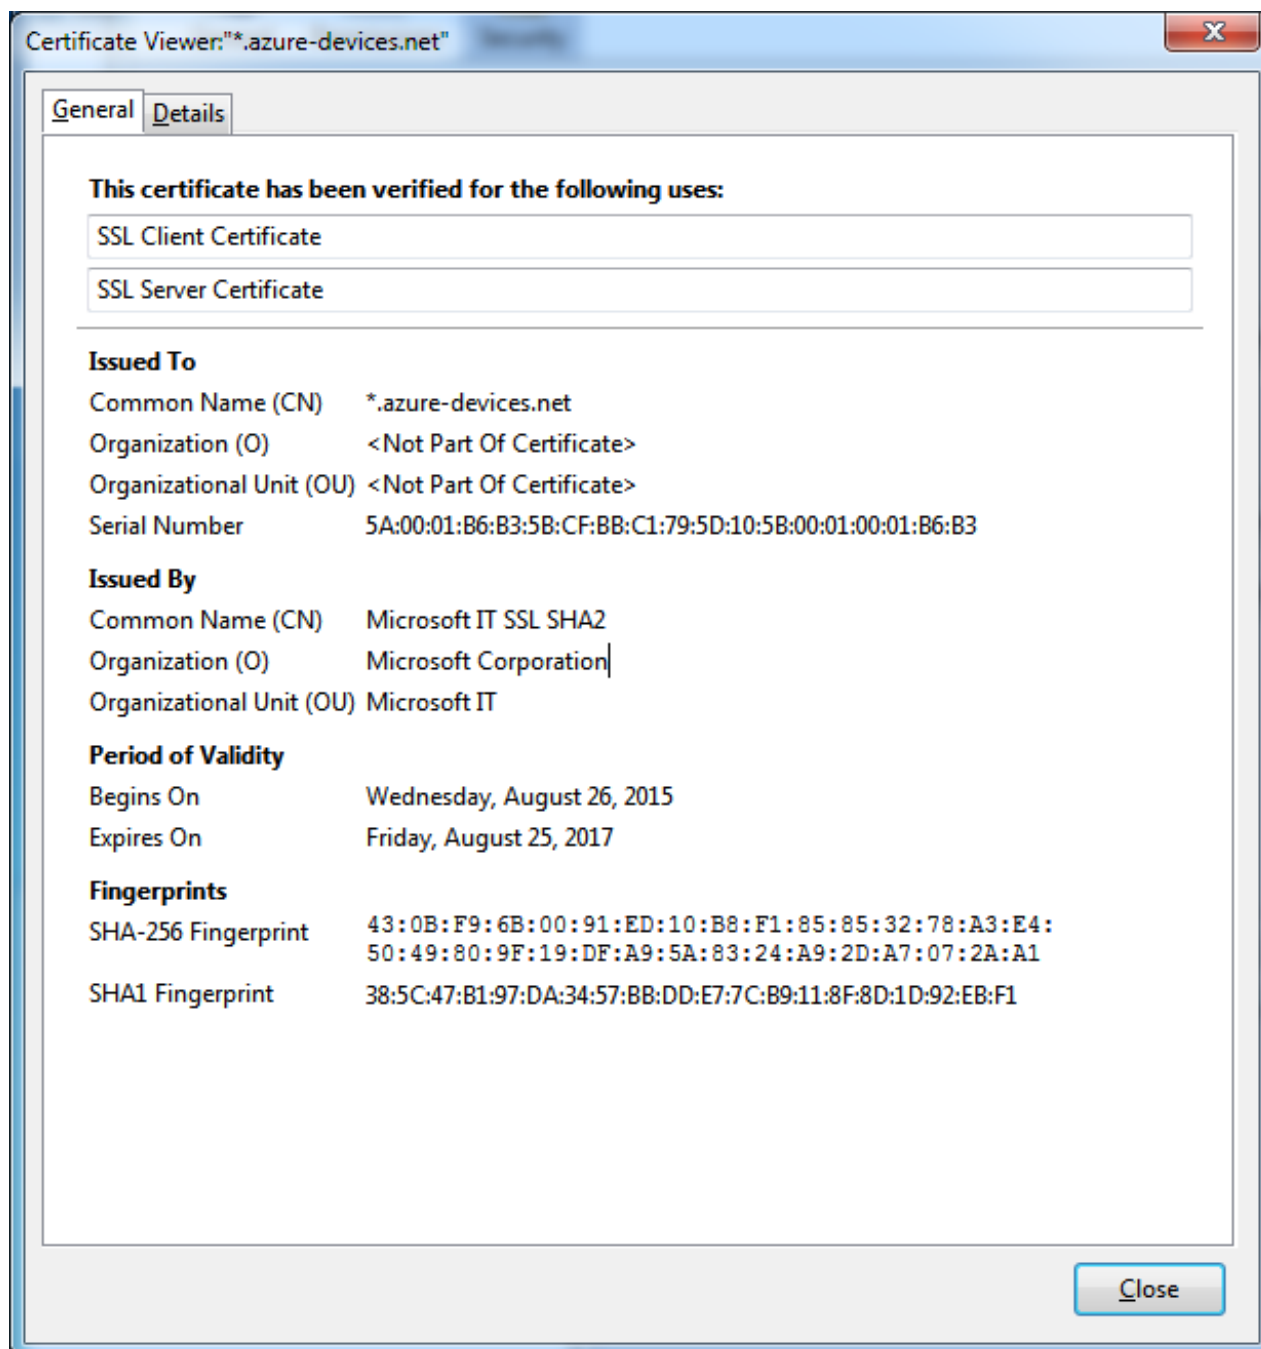 Certificate Viewer:"*.azure-devices.net"
Security
X
General Details
This certificate has been verified for the following uses:
SSL Client Certificate
SSL Server Certificate
Issued To
Common Name (CN) *.azure-devices.net
Organization (O) <Not Part Of Certificate>
Organizational Unit (OU) <Not Part Of Certificate>
Serial Number 5A:00:01:B6:B3:5B:CF:BB:C1:79:5D:10:5B:00:01:00:01:B6:B3
Issued By
Common Name (CN) Microsoft IT SSL SHA2
Organization (O) Microsoft Corporation
Organizational Unit (OU) Microsoft IT
Period of Validity
Begins On Wednesday, August 26, 2015
Expires On Friday, August 25, 2017
Fingerprints
SHA-256 Fingerprint 43:0B:F9:6B:00:91:ED:10:B8:F1:85:85:32:78:A3:E4:
50:49:80:9F:19:DF:A9:5A:83:24:A9:2D:A7:07:2A:A1
SHA1 Fingerprint 38:5C:47:B1:97:DA:34:57:BB:DD:E7:7C:B9:11:8F:8D:1D:92:EB:F1
Close